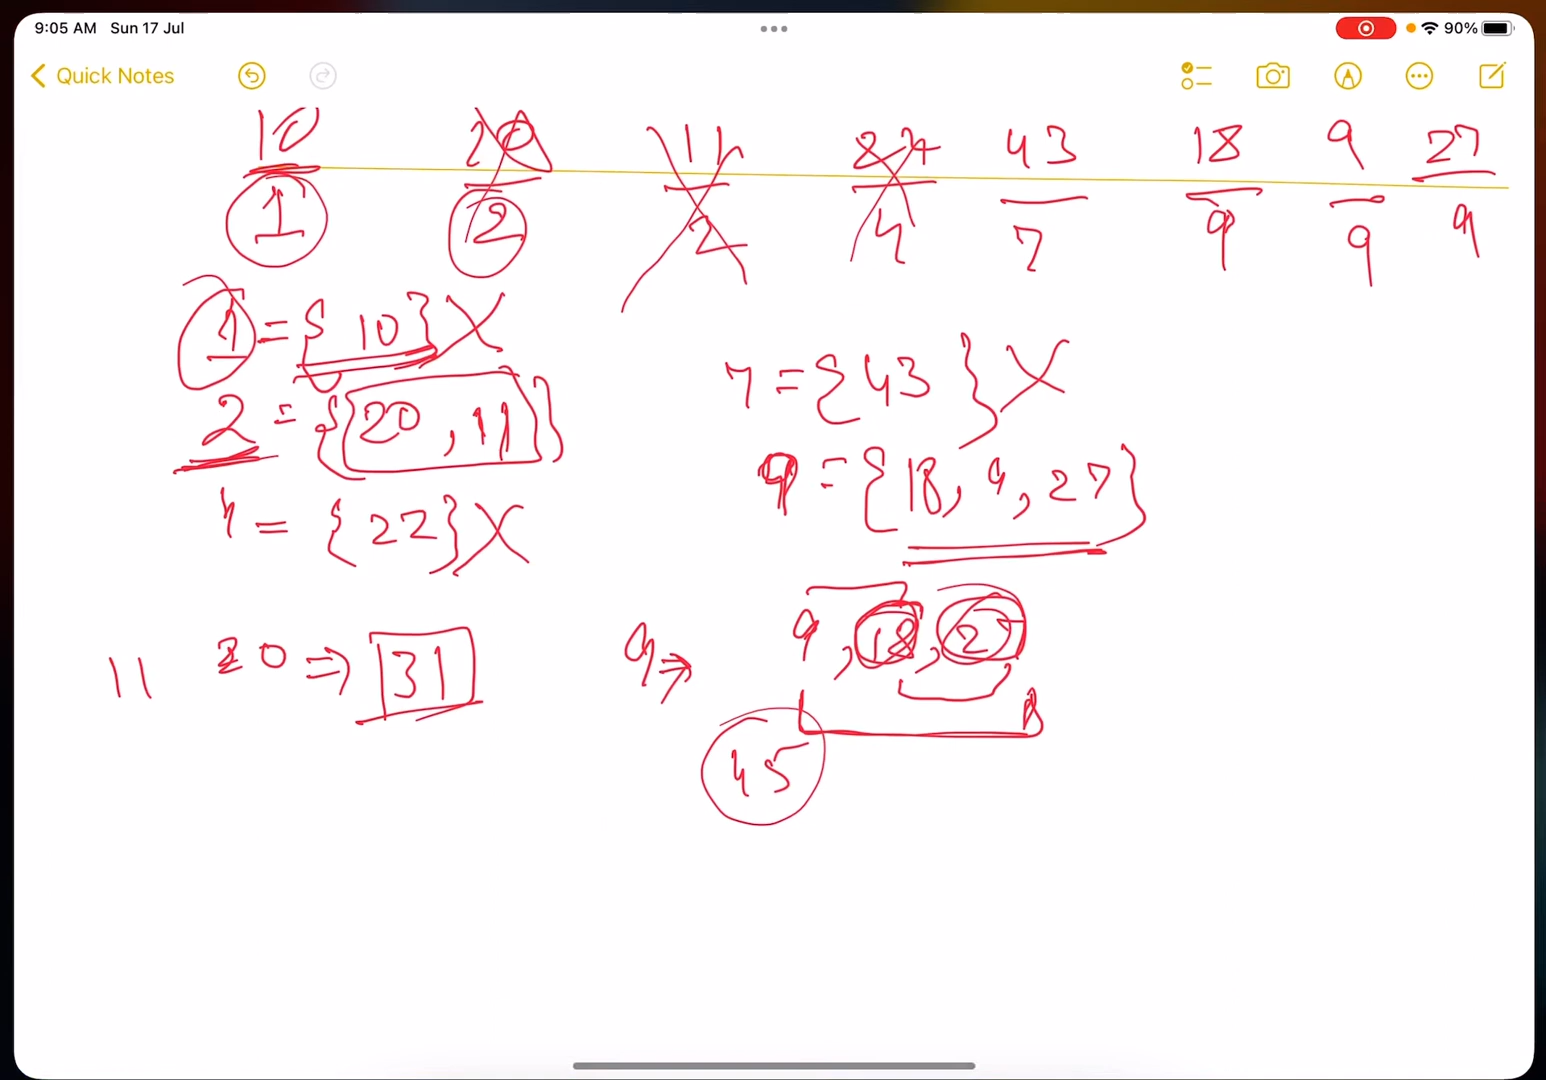 9:05 AM Sun 17 Jul 90%
Quick Notes
10 20 11 22 43 18 9 27
1 2 2 4 7 9 9 9
1 = { 10 } X
7 = { 43 } X
2 = { 20 , 11 }
9 = { 18, 9, 27 }
4 = { 22 } X
9 , 18 , 27
11 20 ⇒ 31
9 ⇒
45